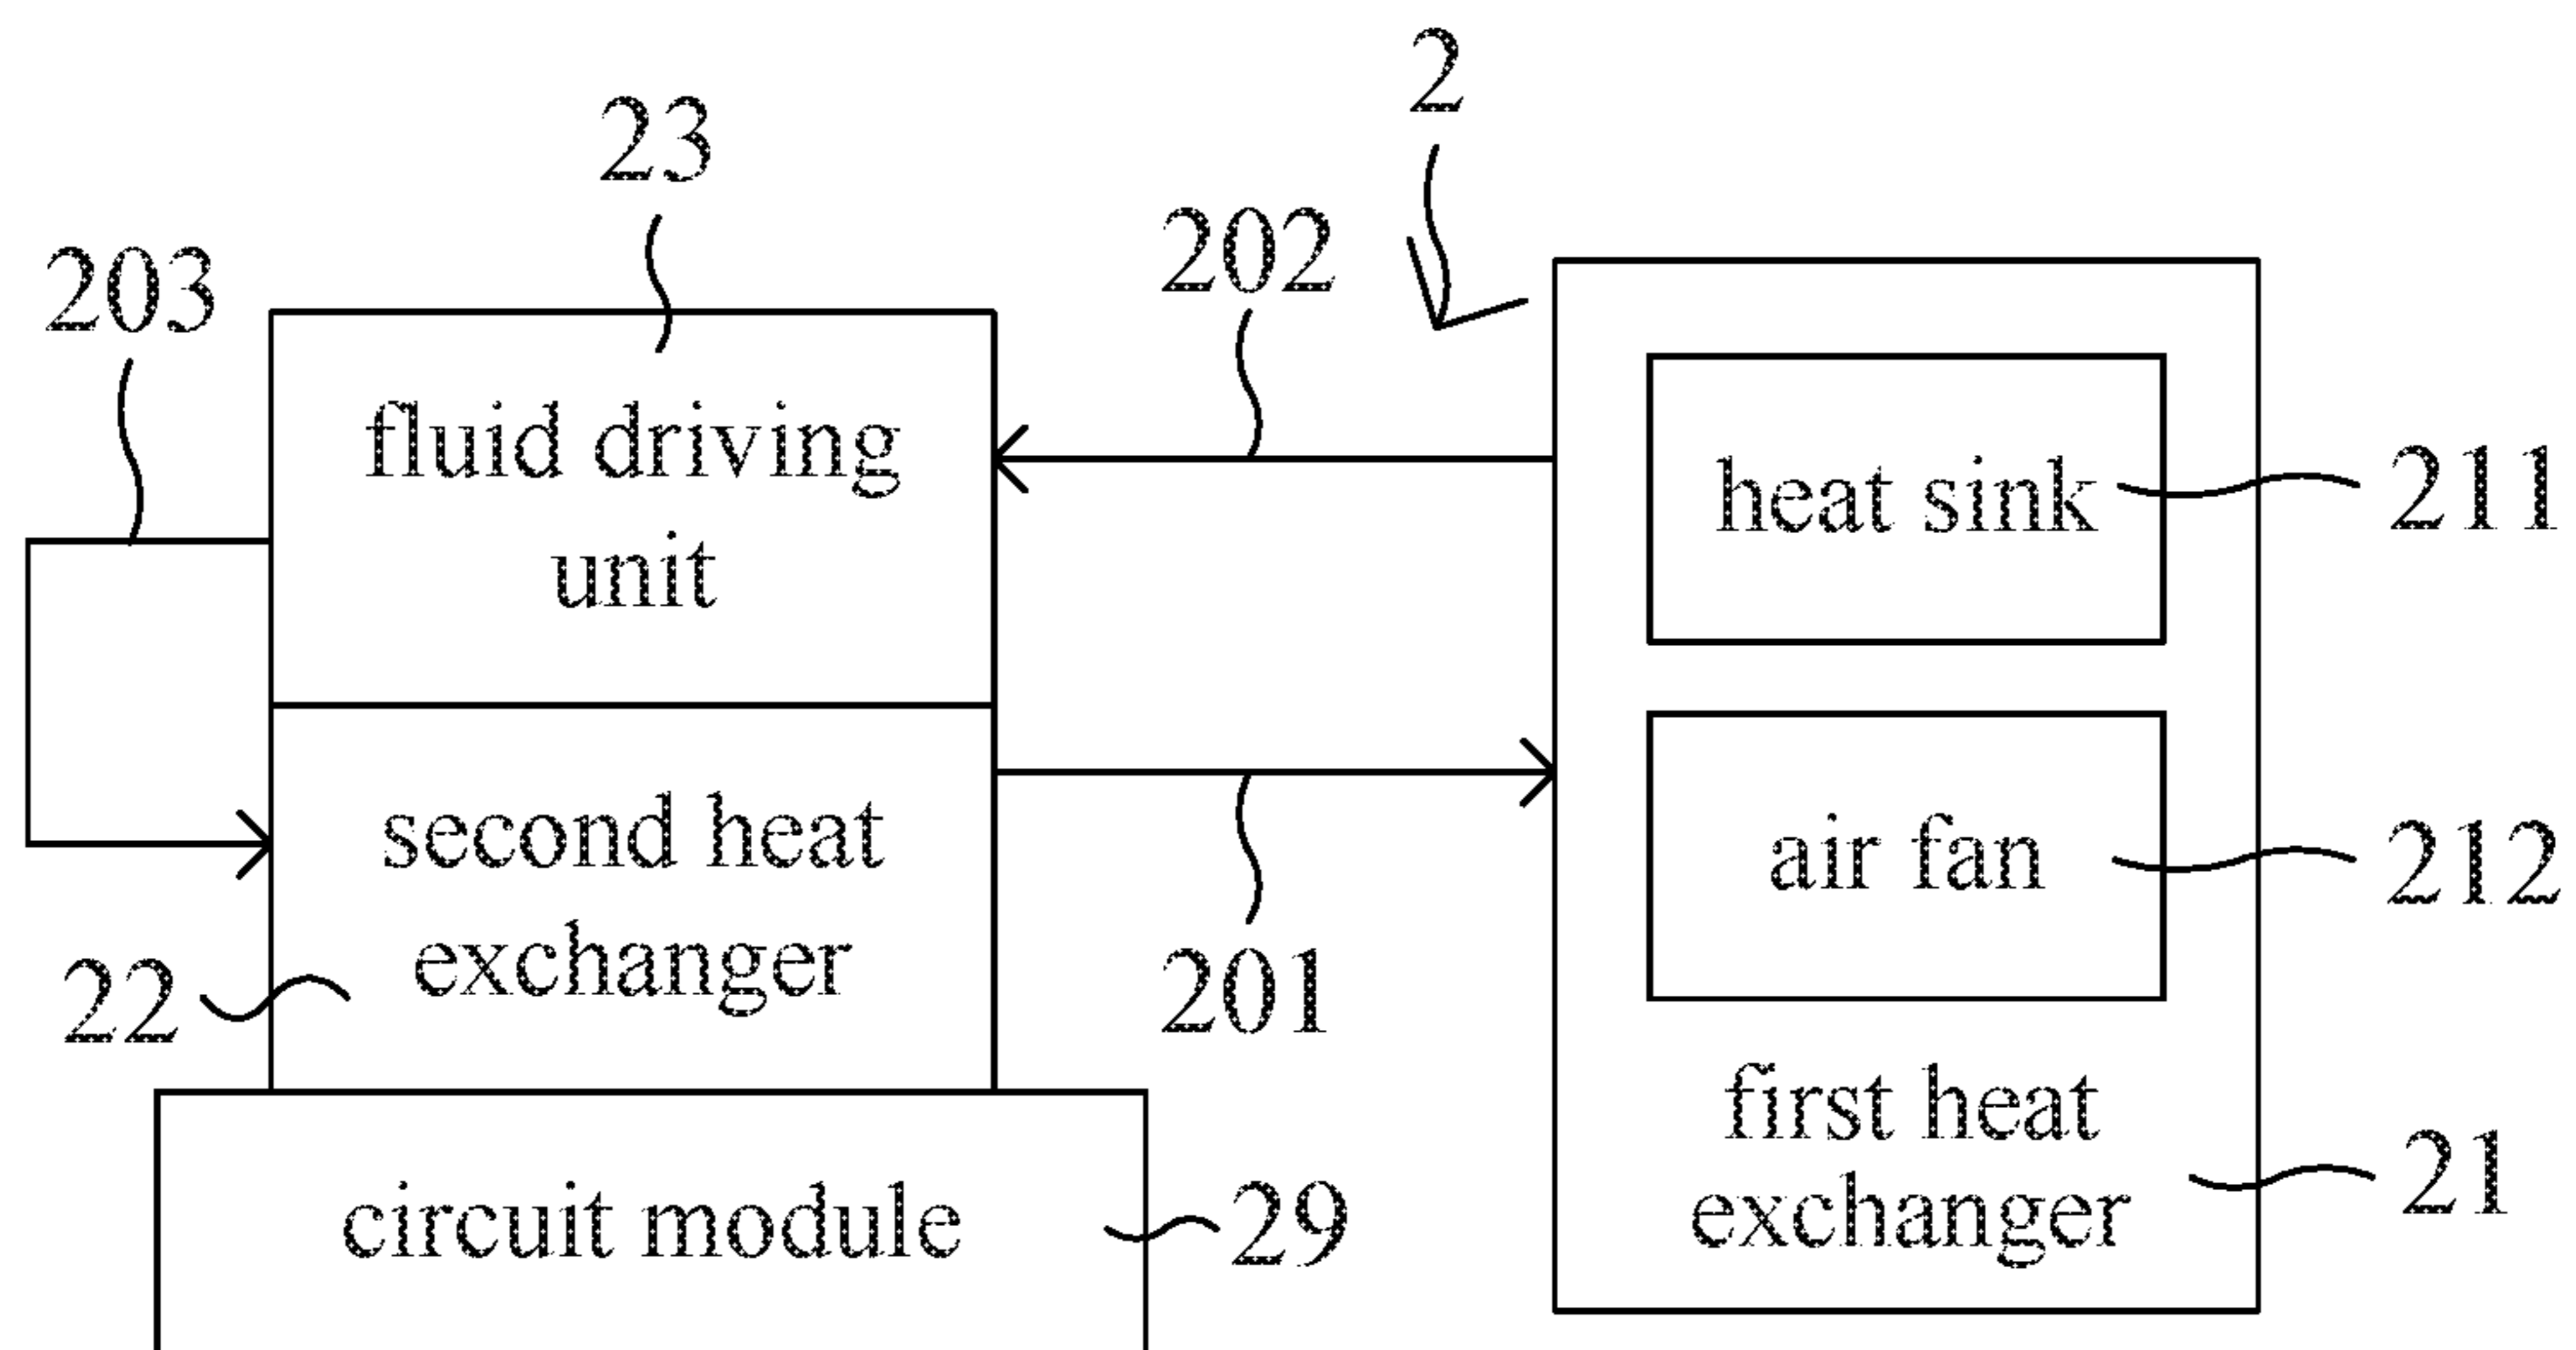 2
23
202
203
fluid driving
unit
heat sink
211
second heat
exchanger
air fan
212
22
201
first heat
exchanger
21
circuit module
29